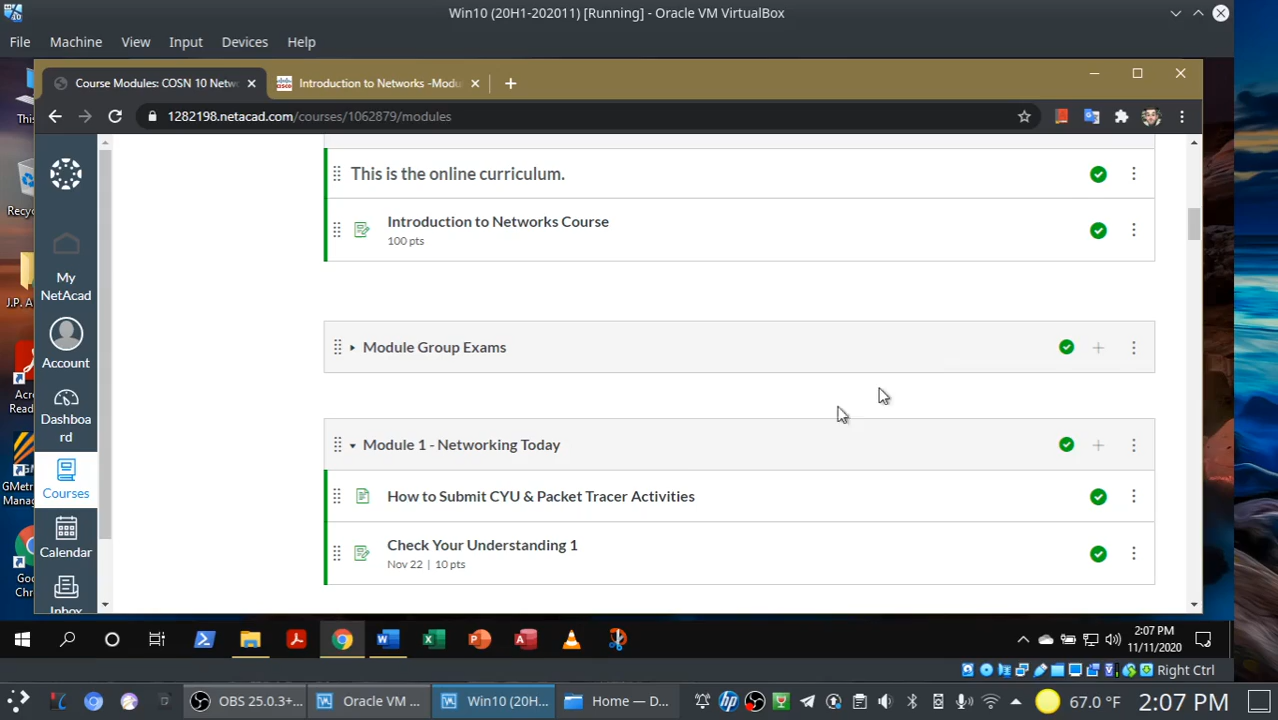 Win10 (20H1-202011) [Running] - Oracle VM VirtualBox
File Machine View Input Devices Help
Course Modules: COSN 10 Netw
Introduction to Networks -Modu
1282198.netacad.com/courses/1062879/modules
This is the online curriculum.
Introduction to Networks Course
100 pts
My
NetAcad
Account
Dashboa
rd
Courses
Calendar
Inbox
Module Group Exams
Module 1 - Networking Today
How to Submit CYU & Packet Tracer Activities
Check Your Understanding 1
Nov 22 | 10 pts
This
Recyc
J.P. A
Acro
Read
GMetr
Manag
Goo
Chr
2:07 PM
11/11/2020
Right Ctrl
OBS 25.0.3+...
Oracle VM ...
Win10 (20H...
Home — D...
67.0 °F
2:07 PM